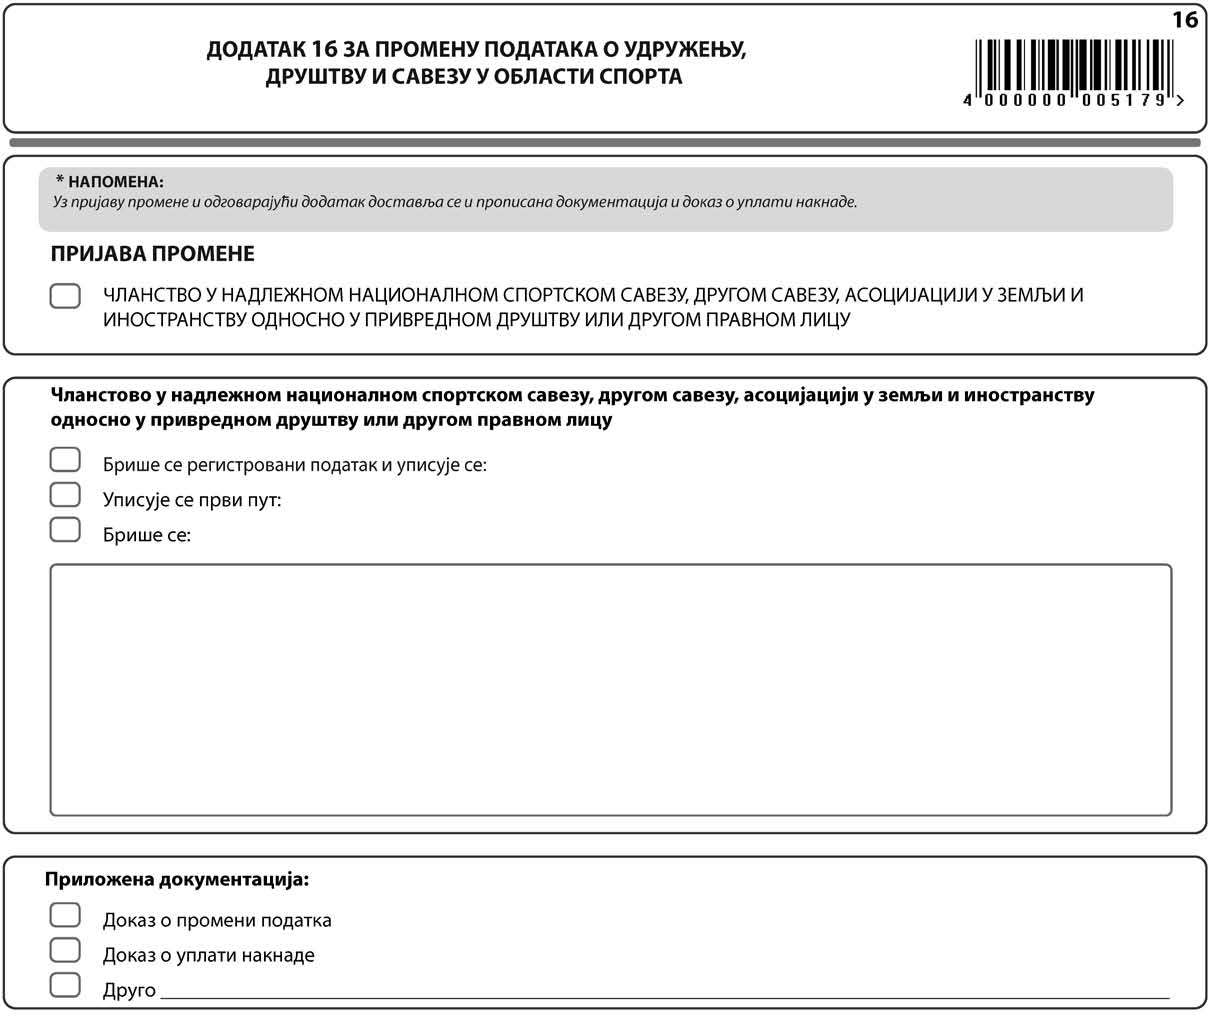 16
ДОДАТАК 16 ЗА ПРОМЕНУ ПОДАТАКА О УДРУЖЕЊУ,
ДРУШТВУ И САВЕЗУ У ОБЛАСТИ СПОРТА
4 000000 005179 >
* НАПОМЕНА:
Уз пријаву промене и одговарајући додатак доставља се и прописана документација и доказ о уплати накнаде.
ПРИЈАВА ПРОМЕНЕ
ЧЛАНСТВО У НАДЛЕЖНОМ НАЦИОНАЛНОМ СПОРТСКОМ САВЕЗУ, ДРУГОМ САВЕЗУ, АСОЦИЈАЦИЈИ У ЗЕМЉИ И
ИНОСТРАНСТВУ ОДНОСНО У ПРИВРЕДНОМ ДРУШТВУ ИЛИ ДРУГОМ ПРАВНОМ ЛИЦУ
Чланстово у надлежном националном спортском савезу, другом савезу, асоцијацији у земљи и иностранству
односно у привредном друштву или другом правном лицу
Брише се регистровани податак и уписује се:
Уписује се први пут:
Брише се:
Приложена документација:
Доказ о промени податка
Доказ о уплати накнаде
Друго